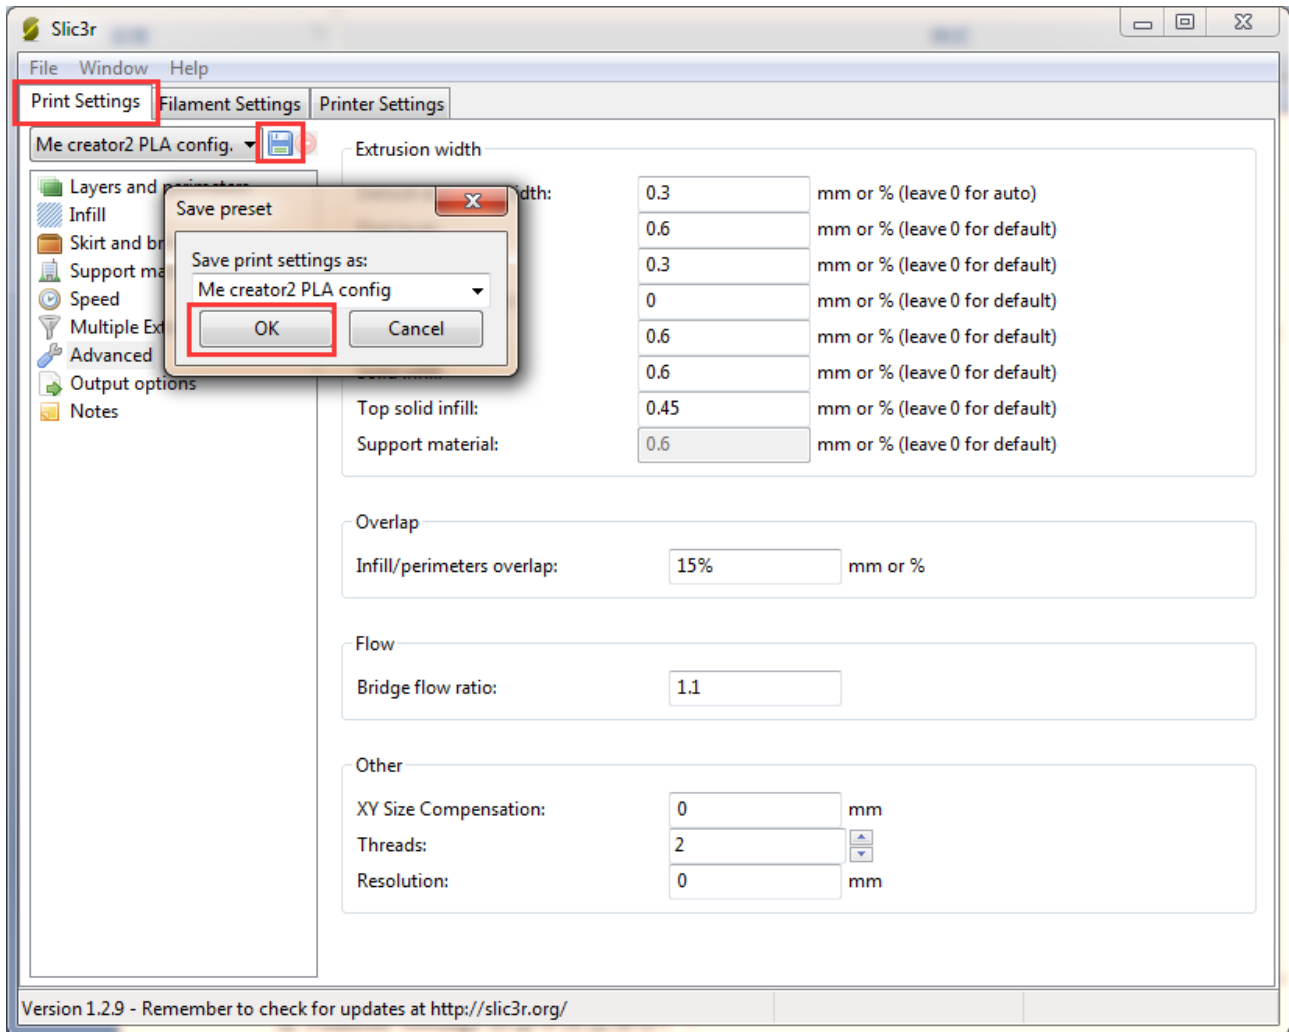 Slic3r
File Window Help
Print Settings Filament Settings Printer Settings
Me creator2 PLA config.
Layers and perimeters
Infill
Skirt and br
Support ma
Speed
Multiple Ext
Advanced
Output options
Notes
Save preset
Save print settings as:
Me creator2 PLA config
OK Cancel
Extrusion width
dth: 0.3 mm or % (leave 0 for auto)
0.6 mm or % (leave 0 for default)
0.3 mm or % (leave 0 for default)
0 mm or % (leave 0 for default)
0.6 mm or % (leave 0 for default)
0.6 mm or % (leave 0 for default)
Top solid infill: 0.45 mm or % (leave 0 for default)
Support material: 0.6 mm or % (leave 0 for default)
Overlap
Infill/perimeters overlap: 15% mm or %
Flow
Bridge flow ratio: 1.1
Other
XY Size Compensation: 0 mm
Threads: 2
Resolution: 0 mm
Version 1.2.9 - Remember to check for updates at http://slic3r.org/